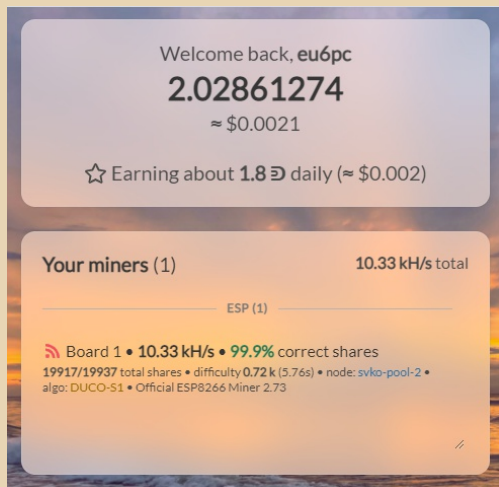 Welcome back, eu6pc
2.02861274
≈ $0.0021
Earning about 1.8 ᕲ daily (≈ $0.002)
Your miners (1)
10.33 kH/s total
ESP (1)
Board 1 • 10.33 kH/s • 99.9% correct shares
19917/19937 total shares • difficulty 0.72 k (5.76s) • node: svko-pool-2 •
algo: DUCO-S1 • Official ESP8266 Miner 2.73